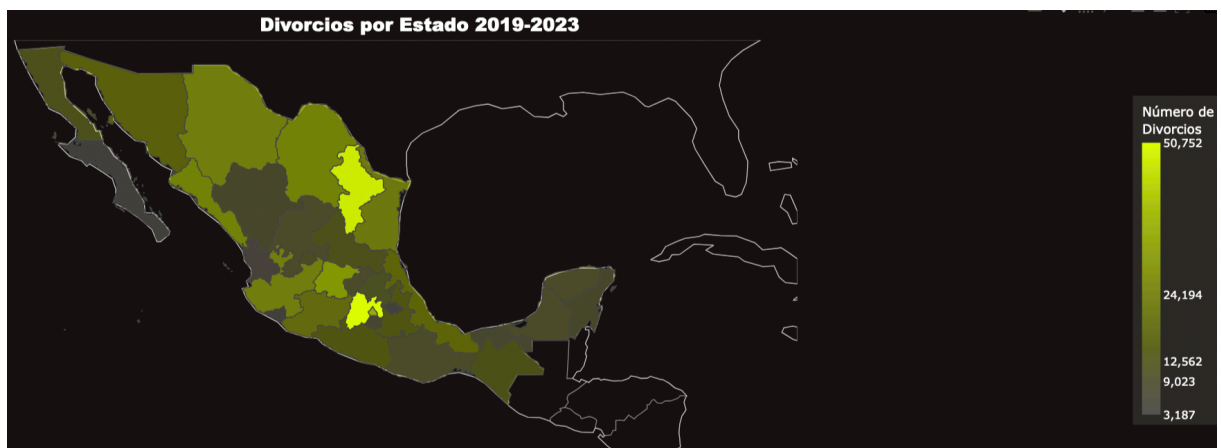 Divorcios por Estado 2019-2023
Número de
Divorcios
50,752
24,194
12,562
9,023
3,187